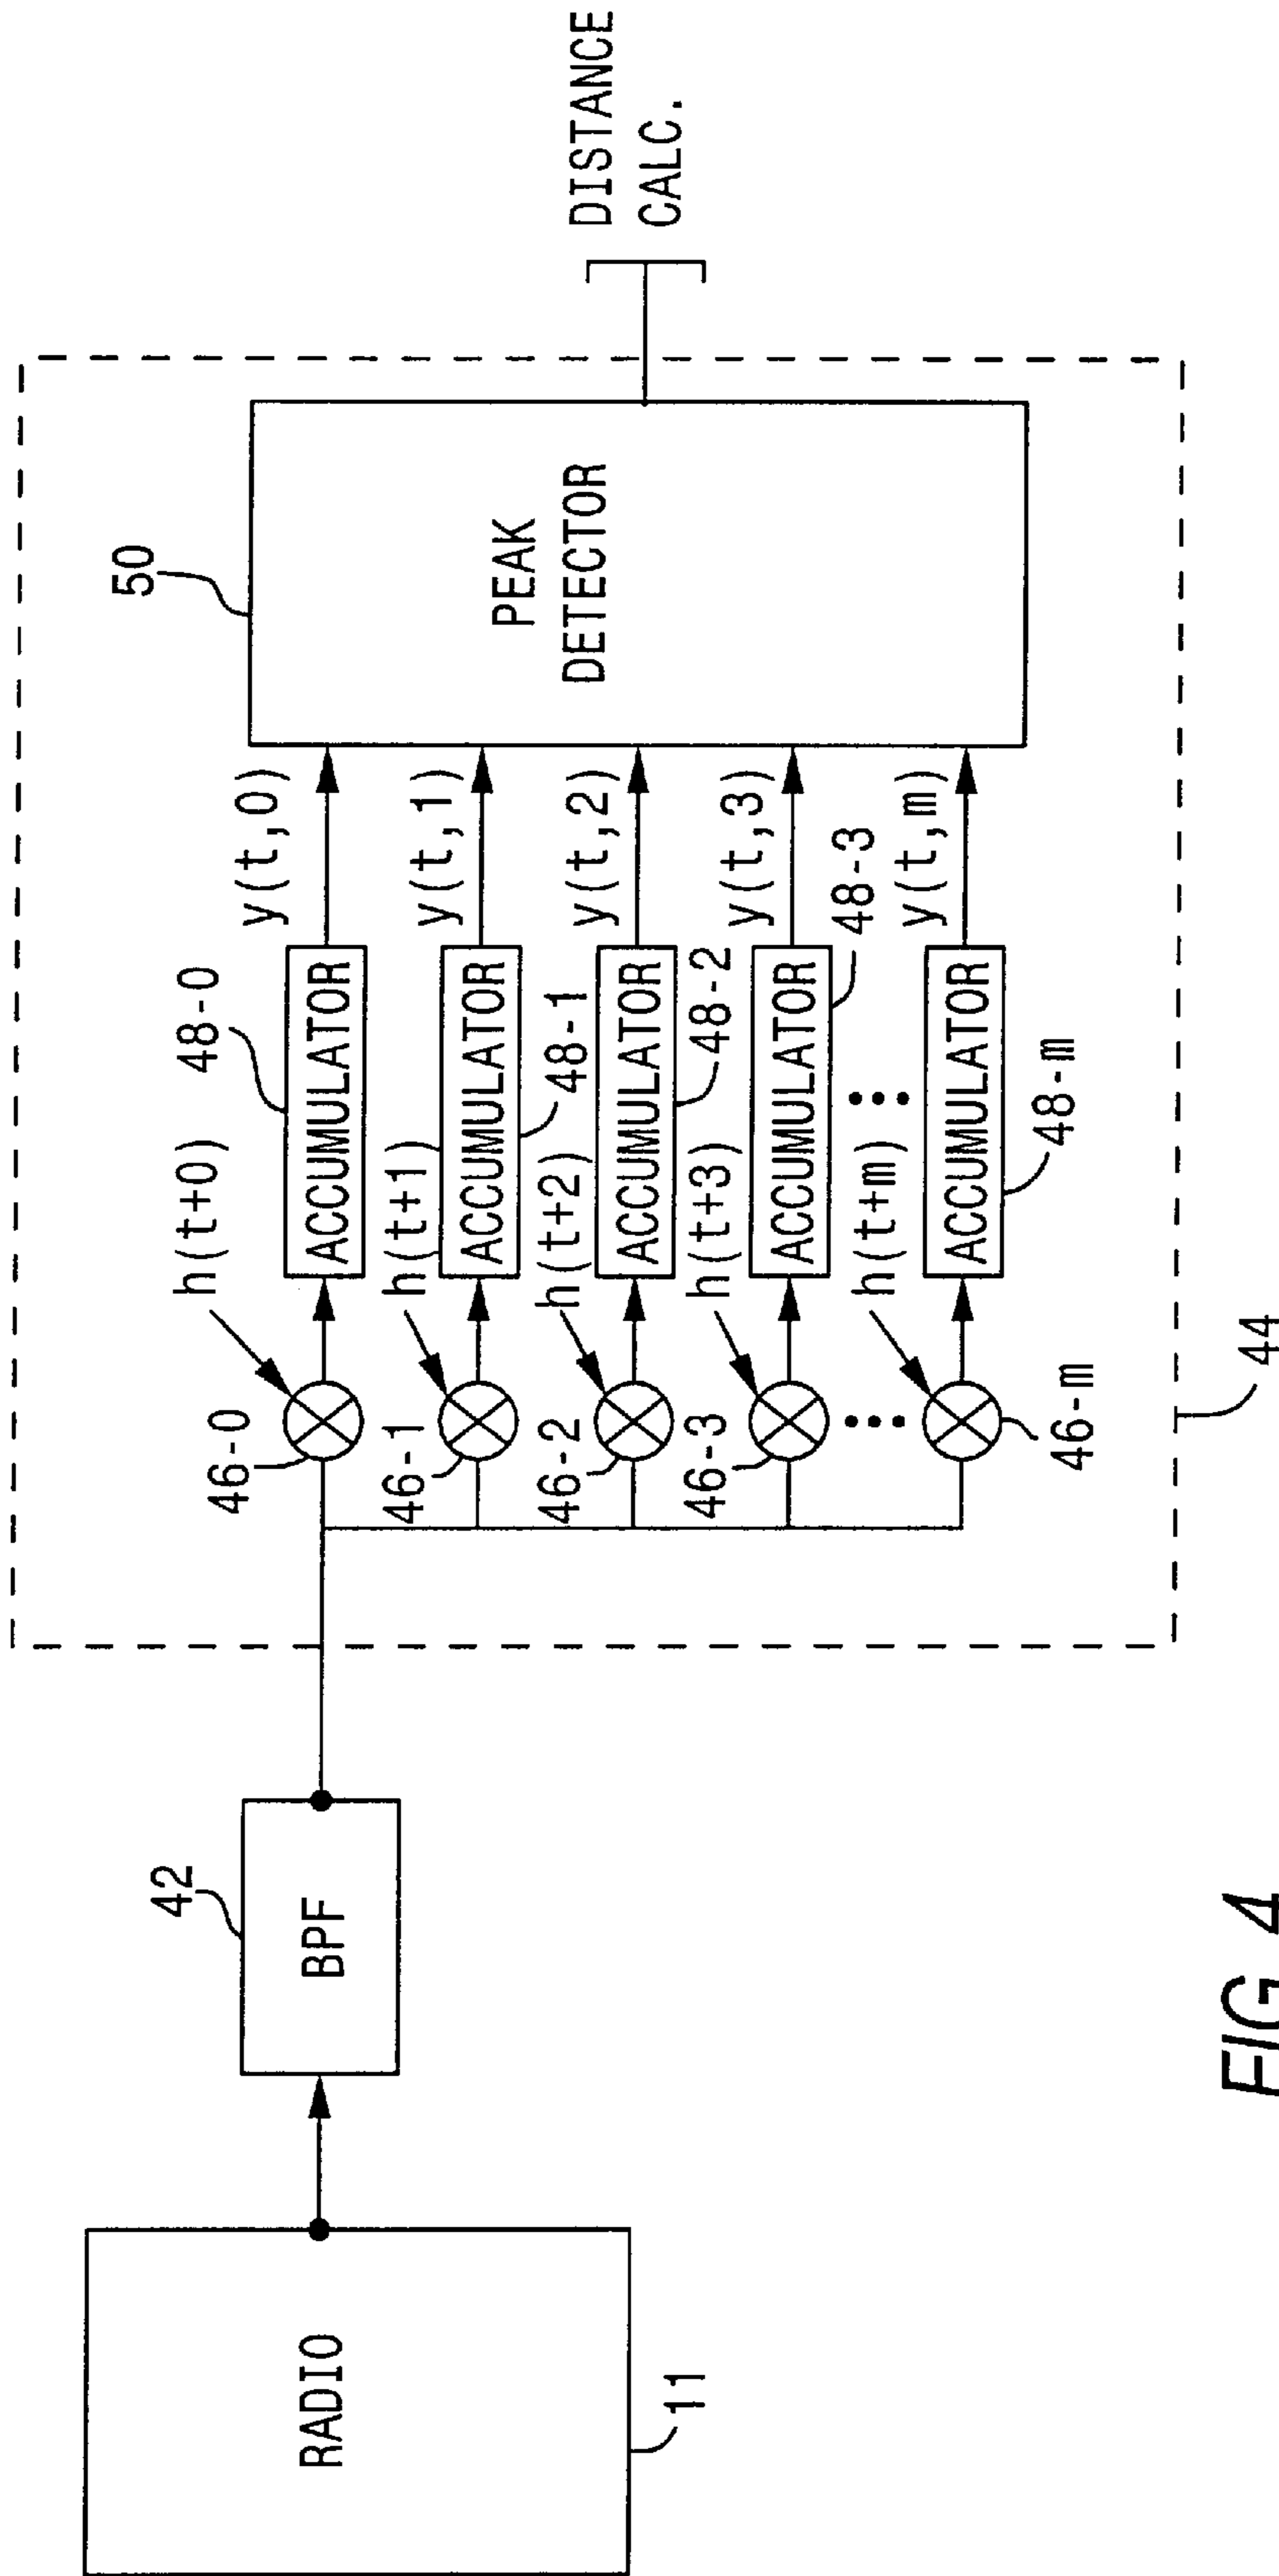 RADIO
11
BPF
42
46-0
46-1
46-2
46-3
46-m
h(t+0)
h(t+1)
h(t+2)
h(t+3)
h(t+m)
ACCUMULATOR
ACCUMULATOR
ACCUMULATOR
ACCUMULATOR
ACCUMULATOR
48-0
48-1
48-2
48-3
48-m
y(t,0)
y(t,1)
y(t,2)
y(t,3)
y(t,m)
50
PEAK
DETECTOR
DISTANCE
CALC.
44
FIG. 4